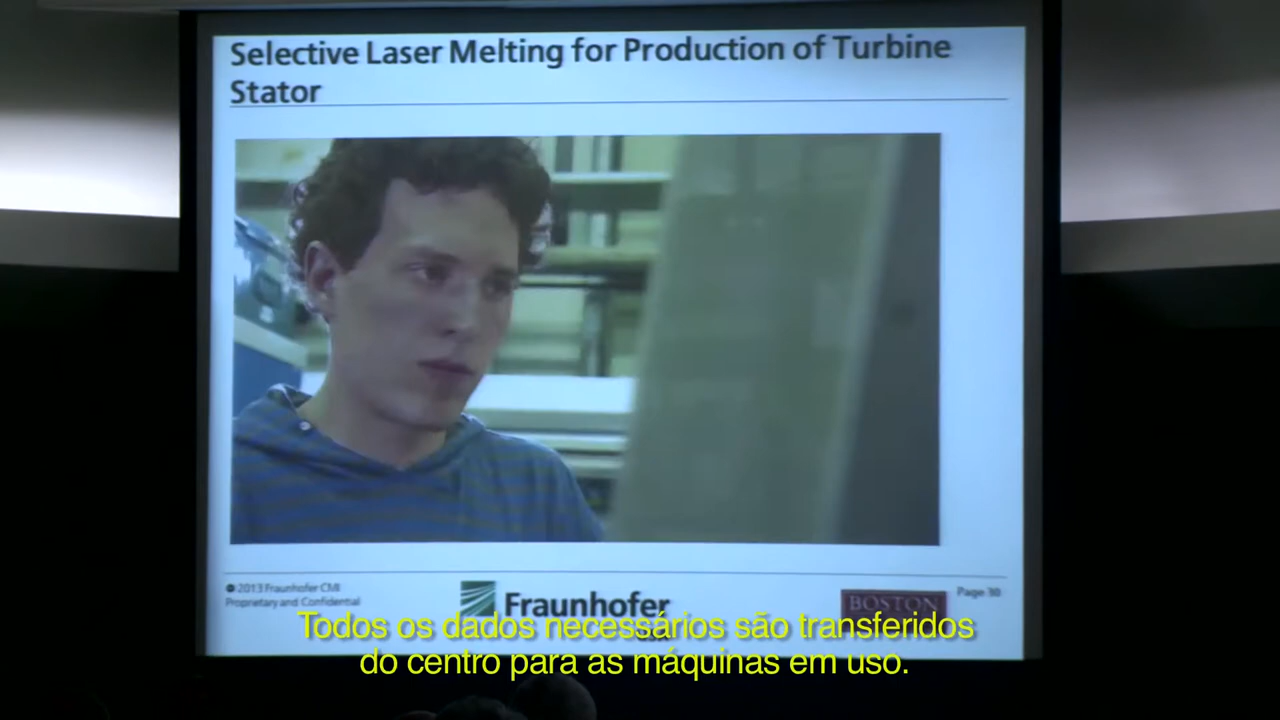 Selective Laser Melting for Production of Turbine
Stator
© 2013 Fraunhofer CMI
Proprietary and Confidential
Fraunhofer
USA
BOSTON
Page 30
Todos os dados necessários são transferidos
do centro para as máquinas em uso.